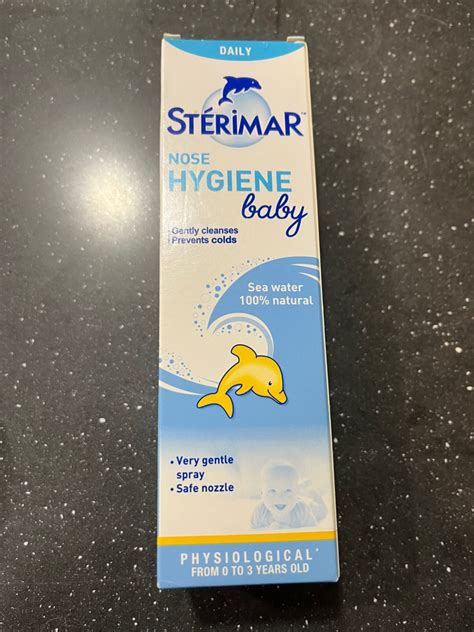 DAILY
STÉRIMAR™
NOSE
HYGIENE
baby
Gently cleanses
Prevents colds
Sea water
100% natural
• Very gentle
spray
• Safe nozzle
PHYSIOLOGICAL*
FROM 0 TO 3 YEARS OLD